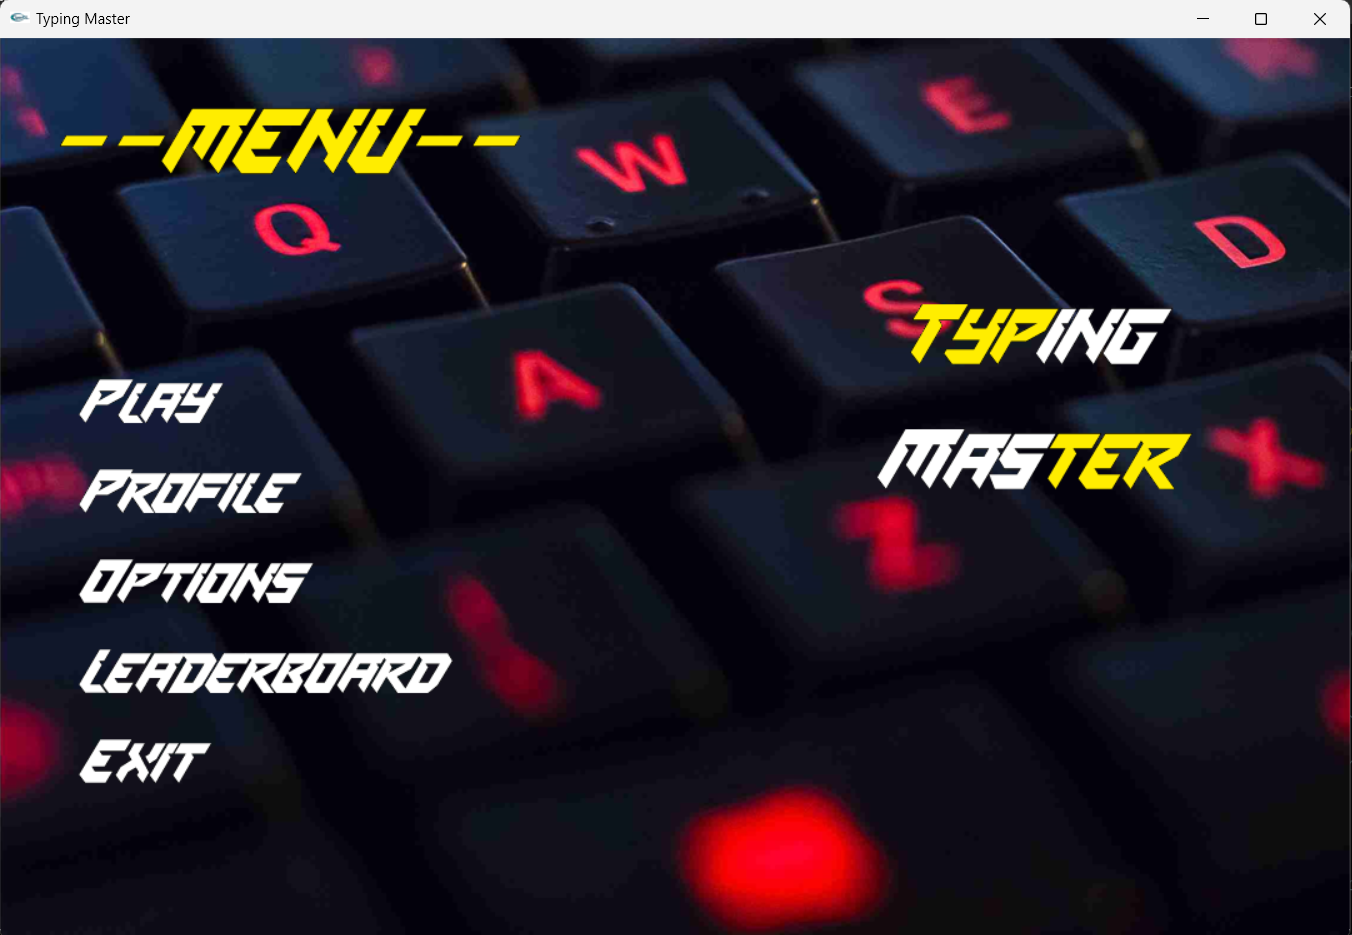 Typing Master
--MENU--
Q
W
E
D
A
S
Typing
Play
Master
X
Profile
Z
Options
Leaderboard
Exit